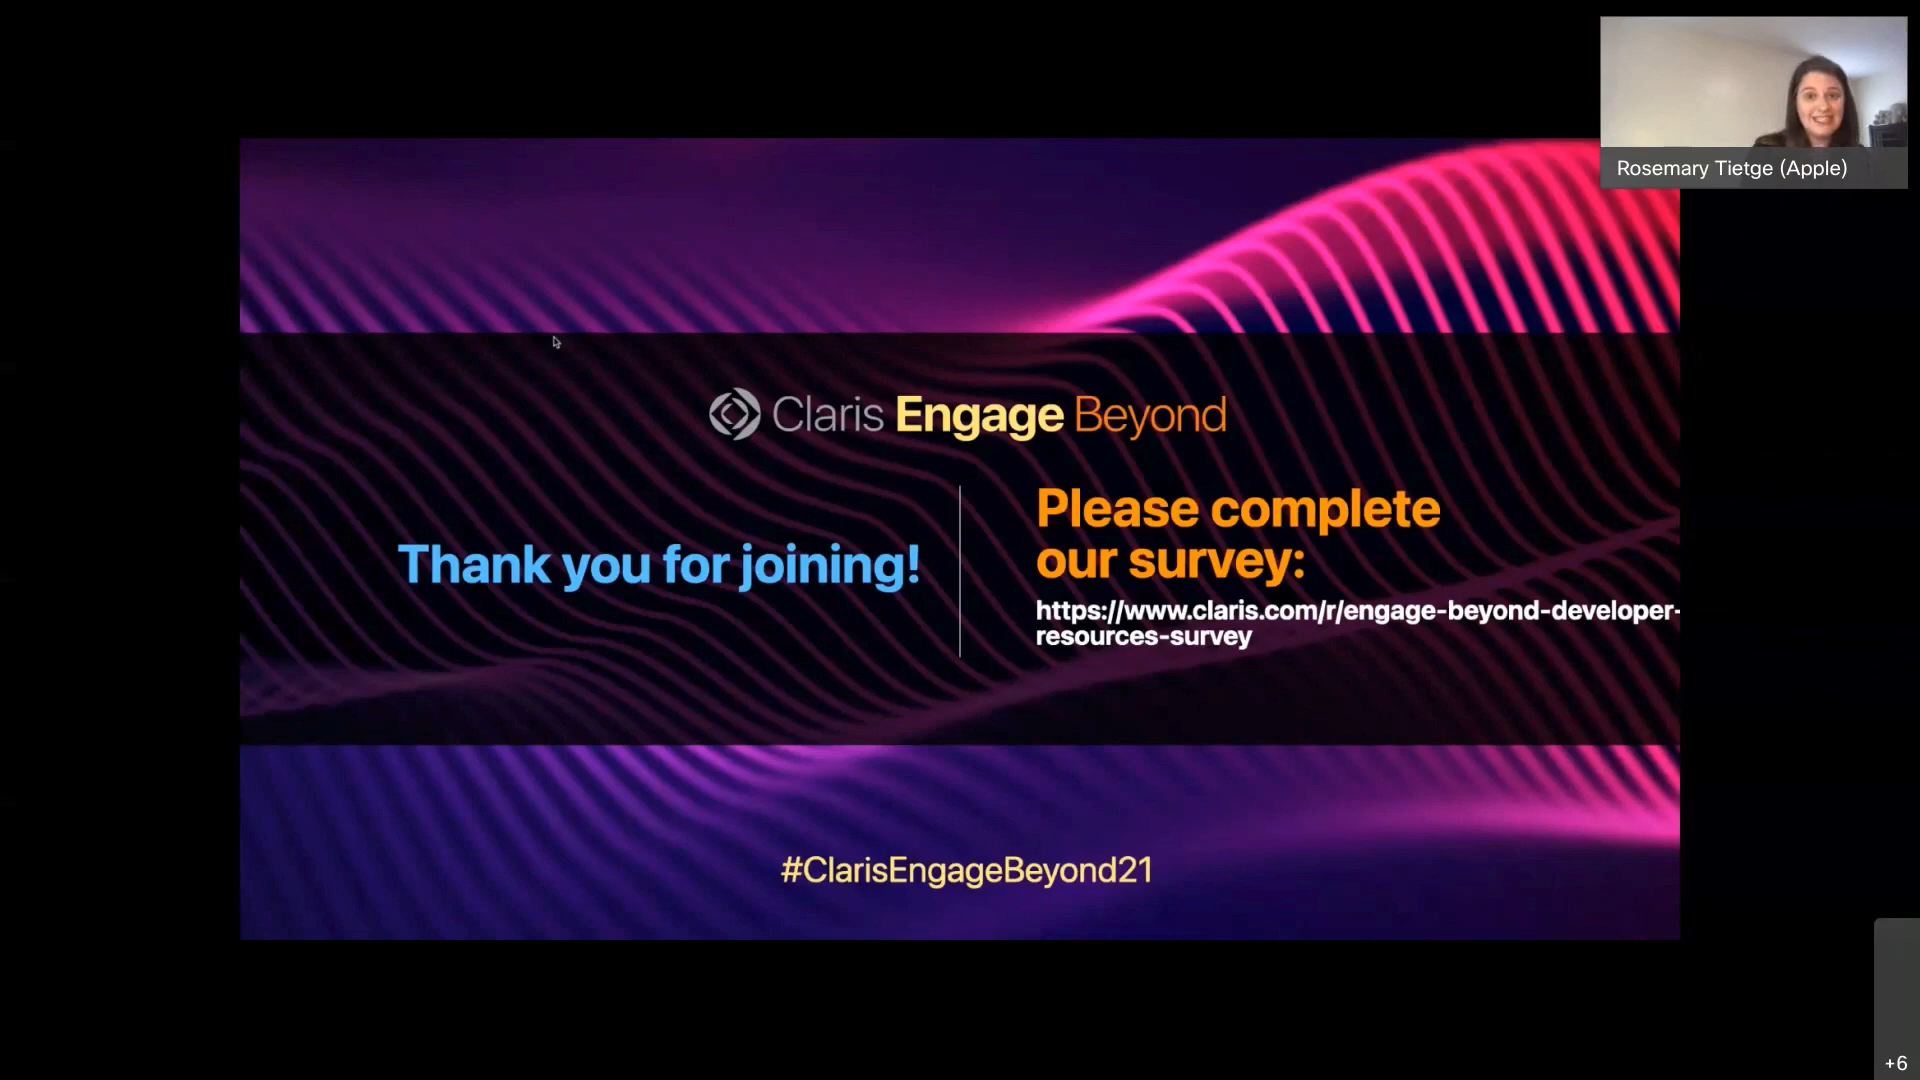 Rosemary Tietge (Apple)
Claris Engage Beyond
Thank you for joining!
Please complete
our survey:
https://www.claris.com/r/engage-beyond-developer-
resources-survey
#ClarisEngageBeyond21
+6